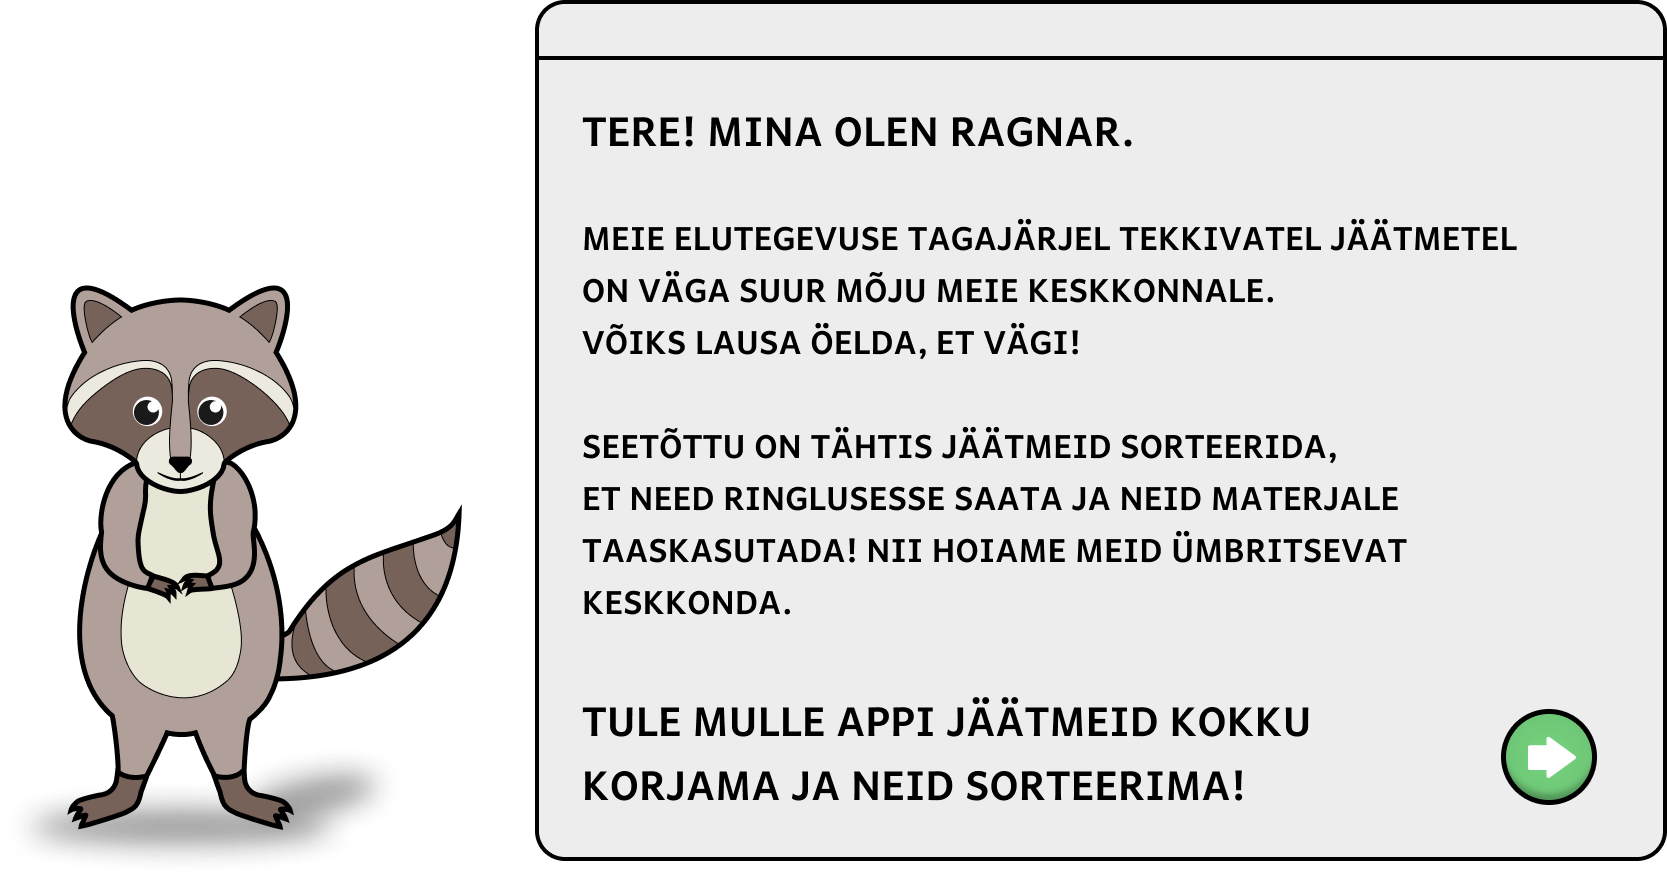 TERE! MINA OLEN RAGNAR.
MEIE ELUTEGEVUSE TAGAJÄRJEL TEKKIVATEL JÄÄTMETEL
ON VÄGA SUUR MÕJU MEIE KESKKONNALE.
VÕIKS LAUSA ÖELDA, ET VÄGI!
SEETÕTTU ON TÄHTIS JÄÄTMEID SORTEERIDA,
ET NEED RINGLUSESSE SAATA JA NEID MATERJALE
TAASKASUTADA! NII HOIAME MEID ÜMBRITSEVAT
KESKKONDA.
TULE MULLE APPI JÄÄTMEID KOKKU
KORJAMA JA NEID SORTEERIMA!